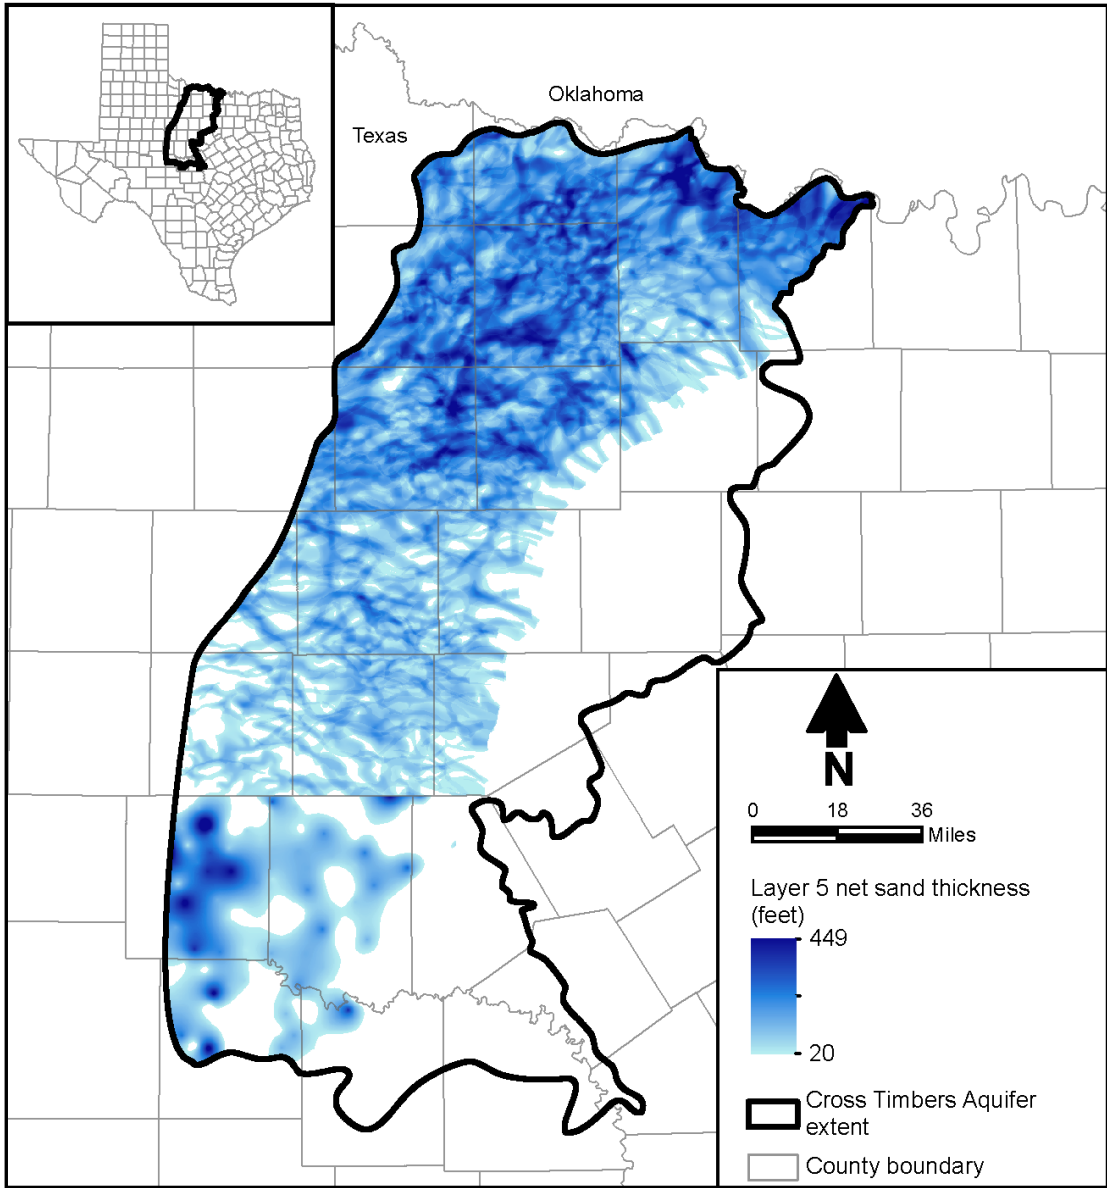 Oklahoma
Texas
N
0 18 36
Miles
Layer 5 net sand thickness
(feet)
449
20
Cross Timbers Aquifer
extent
County boundary